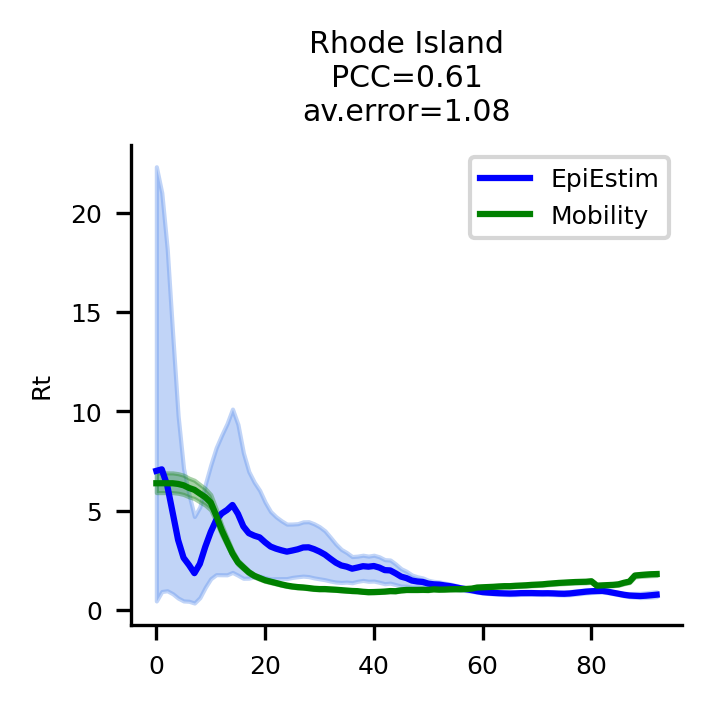 Rhode Island
PCC=0.61
av.error=1.08
EpiEstim
Mobility
Rt
20
15
10
5
0
0 20 40 60 80